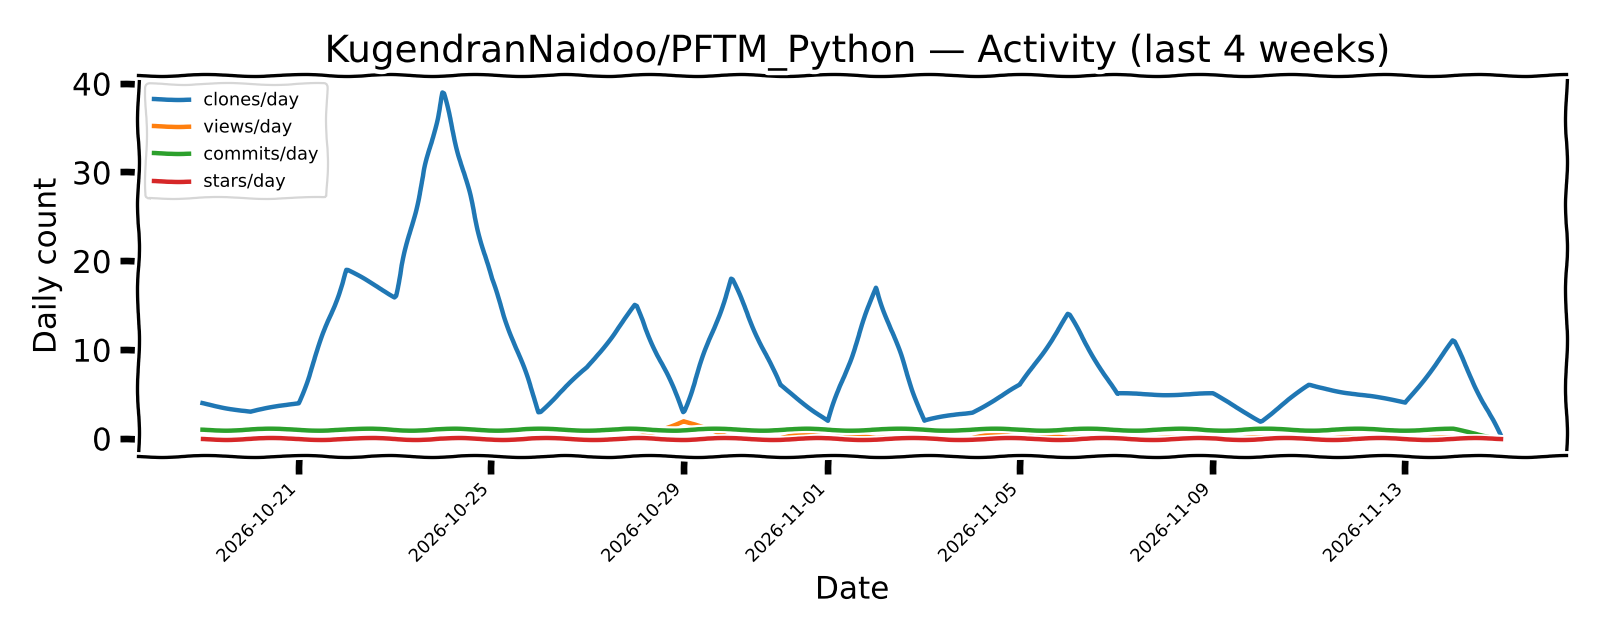 KugendranNaidoo/PFTM_Python — Activity (last 4 weeks)
40
30
20
10
0
Daily count
clones/day
views/day
commits/day
stars/day
2026-10-21
2026-10-25
2026-10-29
2026-11-01
2026-11-05
2026-11-09
2026-11-13
Date